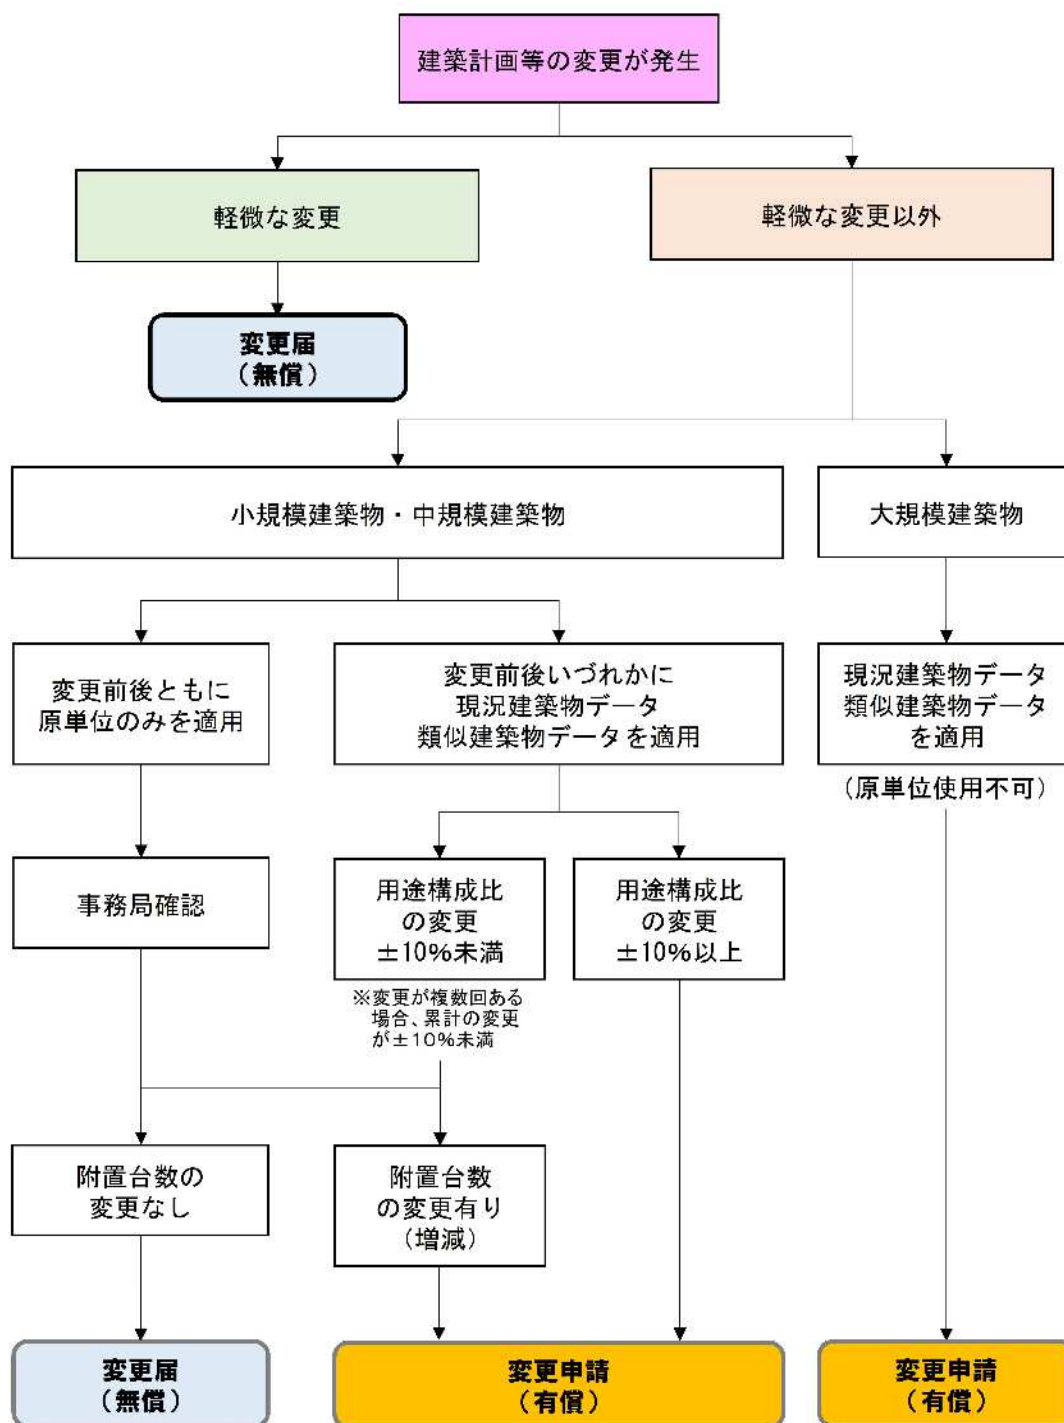 建築計画等の変更が発生
軽微な変更
軽微な変更以外
変更届
（無償）
小規模建築物・中規模建築物
大規模建築物
変更前後ともに
原単位のみを適用
変更前後いづれかに
現況建築物データ
類似建築物データを適用
現況建築物データ
類似建築物データ
を適用
（原単位使用不可）
事務局確認
用途構成比
の変更
±10%未満
※変更が複数回ある
場合、累計の変更
が±10%未満
用途構成比
の変更
±10%以上
附置台数の
変更なし
附置台数
の変更有り
（増減）
変更届
（無償）
変更申請
（有償）
変更申請
（有償）